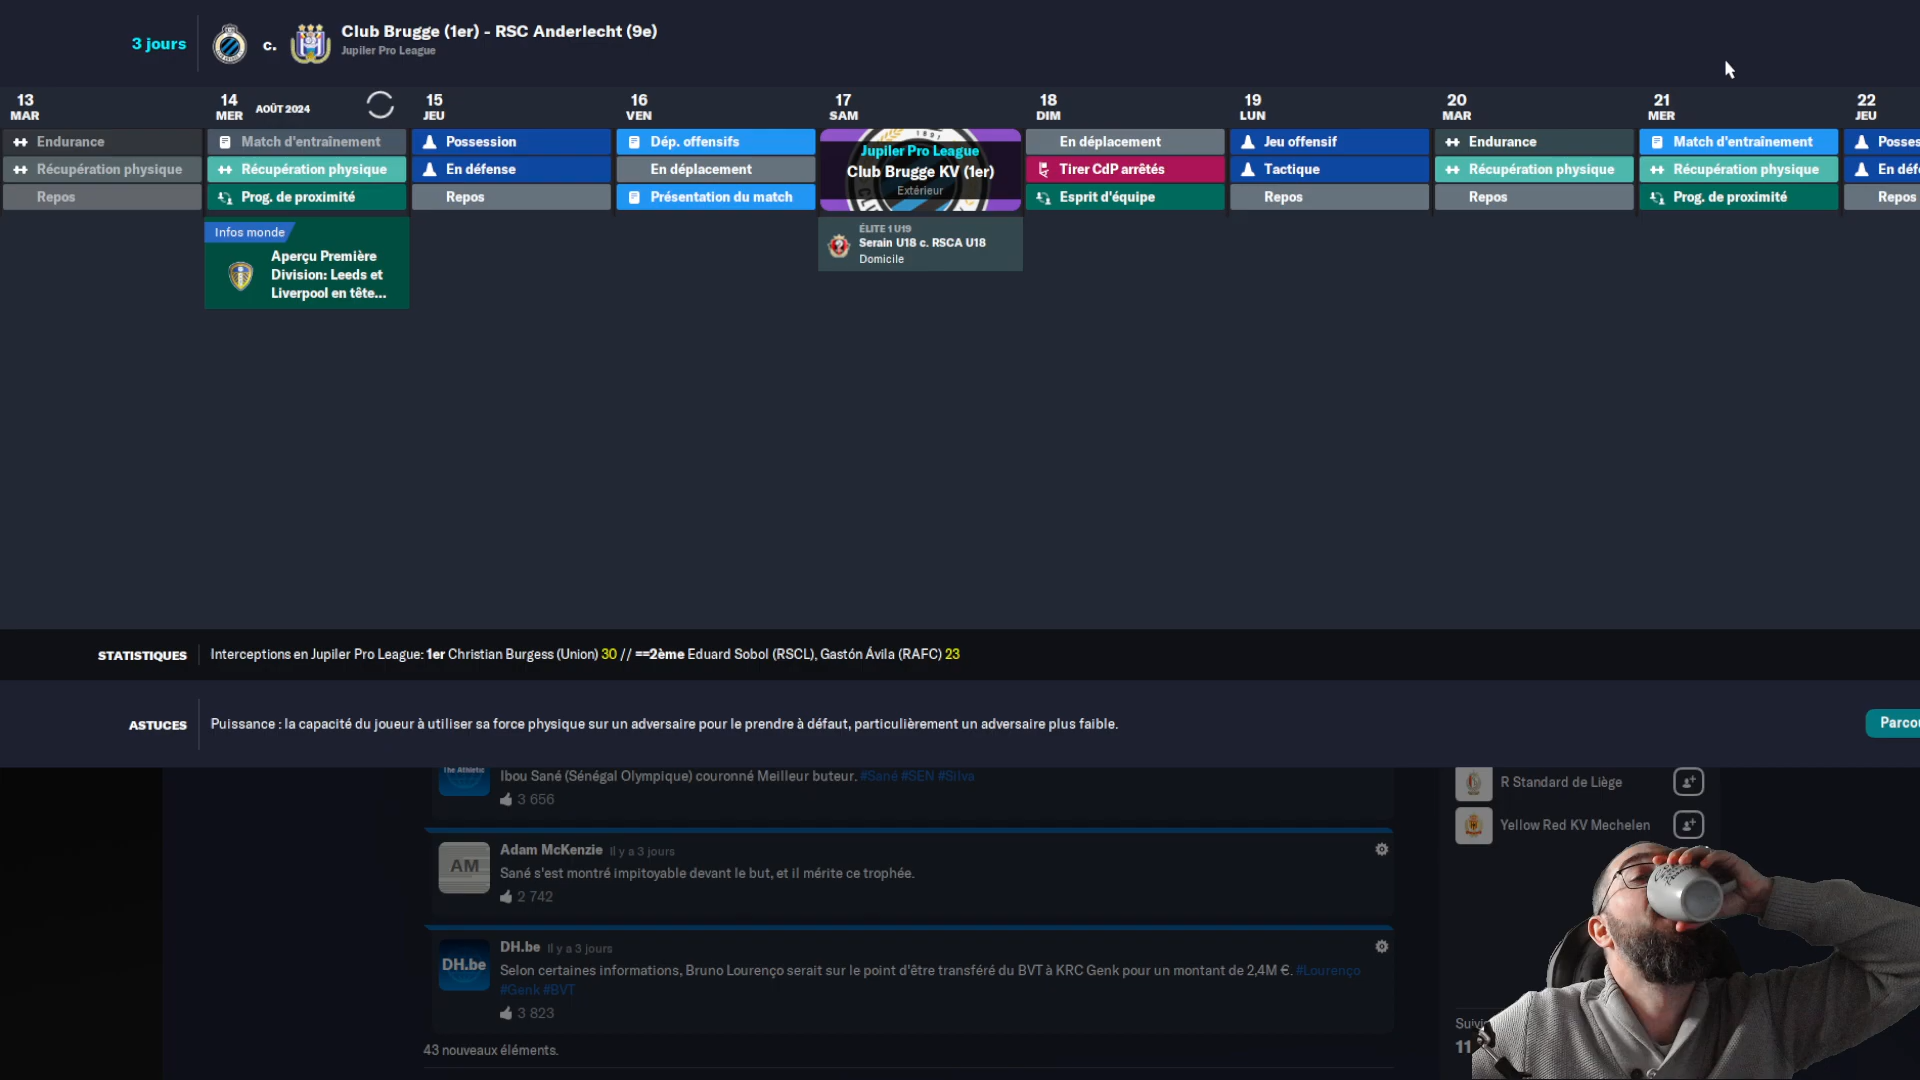 3 jours
c.
Club Brugge (1er) - RSC Anderlecht (9e)
Jupiler Pro League
13
MAR
Endurance
Récupération physique
Repos
14
MER
AOÛT 2024
Match d'entraînement
Récupération physique
Prog. de proximité
Infos monde
Aperçu Première
Division: Leeds et
Liverpool en tête...
15
JEU
Possession
En défense
Repos
16
VEN
Dép. offensifs
En déplacement
Présentation du match
17
SAM
Jupiler Pro League
Club Brugge KV (1er)
Extérieur
ÉLITE 1 U19
Serain U18 c. RSCA U18
Domicile
18
DIM
En déplacement
Tirer CdP arrêtés
Esprit d'équipe
19
LUN
Jeu offensif
Tactique
Repos
20
MAR
Endurance
Récupération physique
Repos
21
MER
Match d'entraînement
Récupération physique
Prog. de proximité
22
JEU
Posses
En défe
Repos
STATISTIQUES
Interceptions en Jupiler Pro League: 1er Christian Burgess (Union) 30 // ==2ème Eduard Sobol (RSCL), Gastón Ávila (RAFC) 23
ASTUCES
Puissance : la capacité du joueur à utiliser sa force physique sur un adversaire pour le prendre à défaut, particulièrement un adversaire plus faible.
Parcou
The Athletic
Ibou Sané (Sénégal Olympique) couronné Meilleur buteur. #Sané #SEN #Silva
3 656
AM
Adam McKenzie Il y a 3 jours
Sané s'est montré impitoyable devant le but, et il mérite ce trophée.
2 742
DH.be
DH.be Il y a 3 jours
Selon certaines informations, Bruno Lourenço serait sur le point d'être transféré du BVT à KRC Genk pour un montant de 2,4M €. #Lourenço
#Genk #BVT
3 823
43 nouveaux éléments.
R Standard de Liège
Yellow Red KV Mechelen
Suivi
11